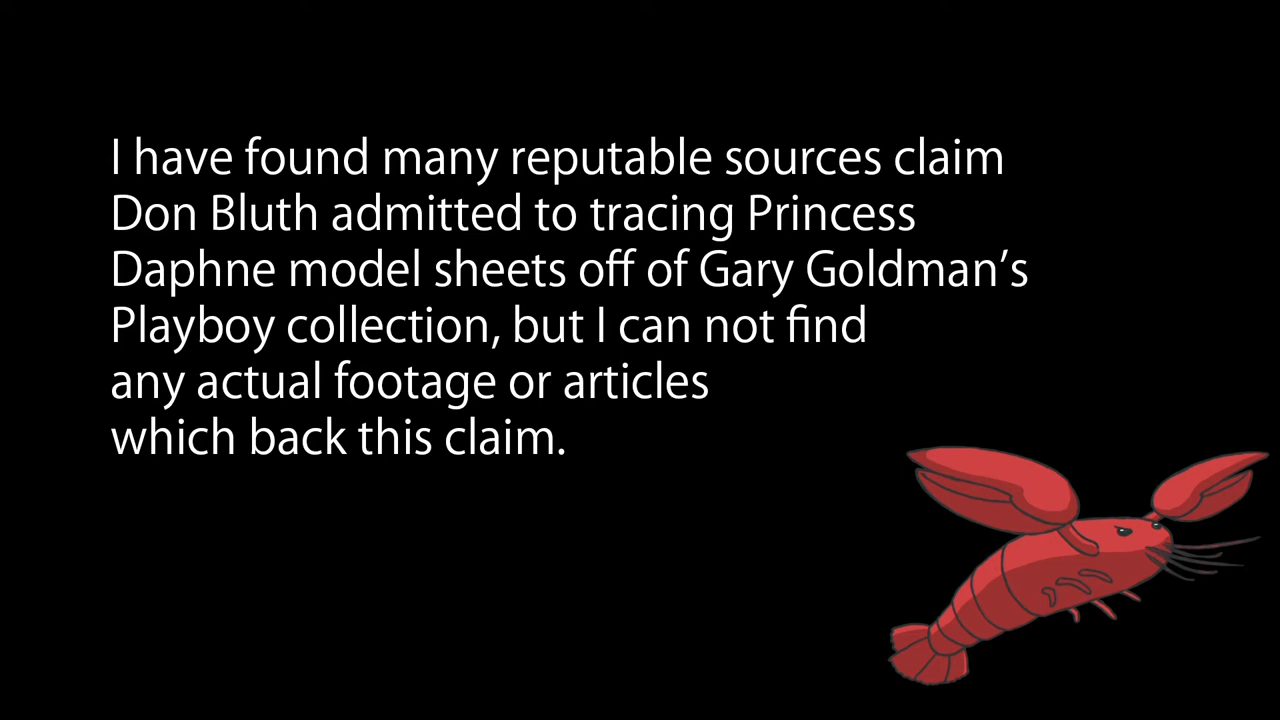 I have found many reputable sources claim
Don Bluth admitted to tracing Princess
Daphne model sheets off of Gary Goldman’s
Playboy collection, but I can not find
any actual footage or articles
which back this claim.